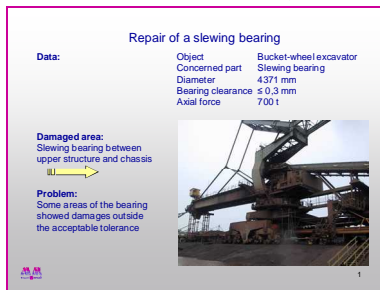 Repair of a slewing bearing
Data:
Object Bucket-wheel excavator
Concerned part Slewing bearing
Diameter 4371 mm
Bearing clearance ≤ 0,3 mm
Axial force 700 t
Damaged area:
Slewing bearing between
upper structure and chassis
Problem:
Some areas of the bearing
showed damages outside
the acceptable tolerance
1